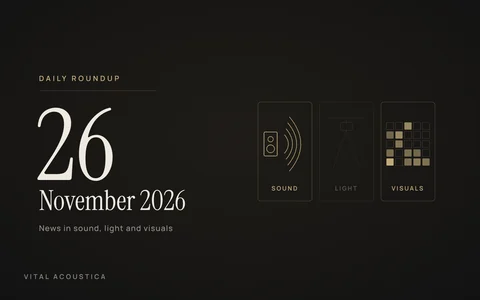 DAILY ROUNDUP
26
November 2026
News in sound, light and visuals
SOUND
LIGHT
VISUALS
VITAL ACOUSTICA